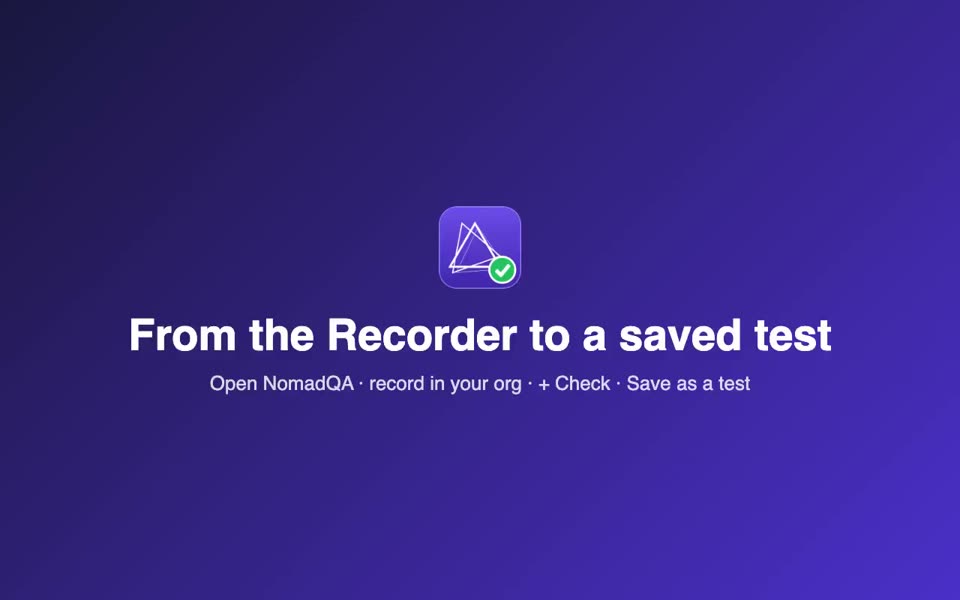 From the Recorder to a saved test
Open NomadQA · record in your org · + Check · Save as a test